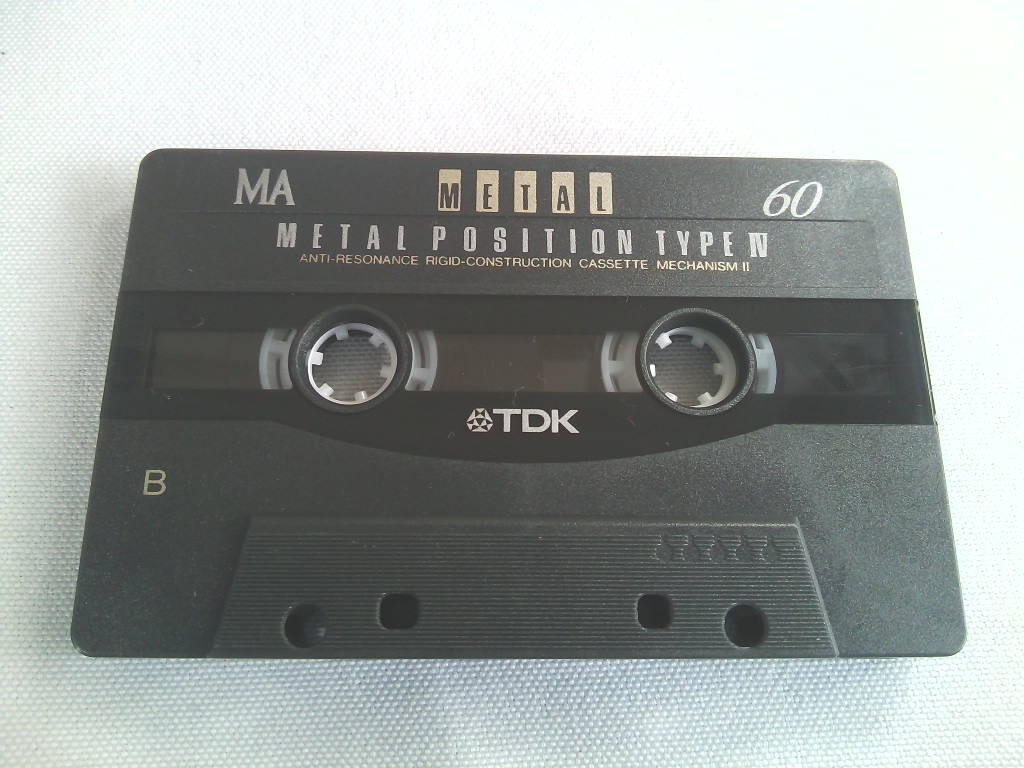 MA METAL 60
METAL POSITION TYPE IV
ANTI-RESONANCE RIGID-CONSTRUCTION CASSETTE MECHANISM II
TDK
B